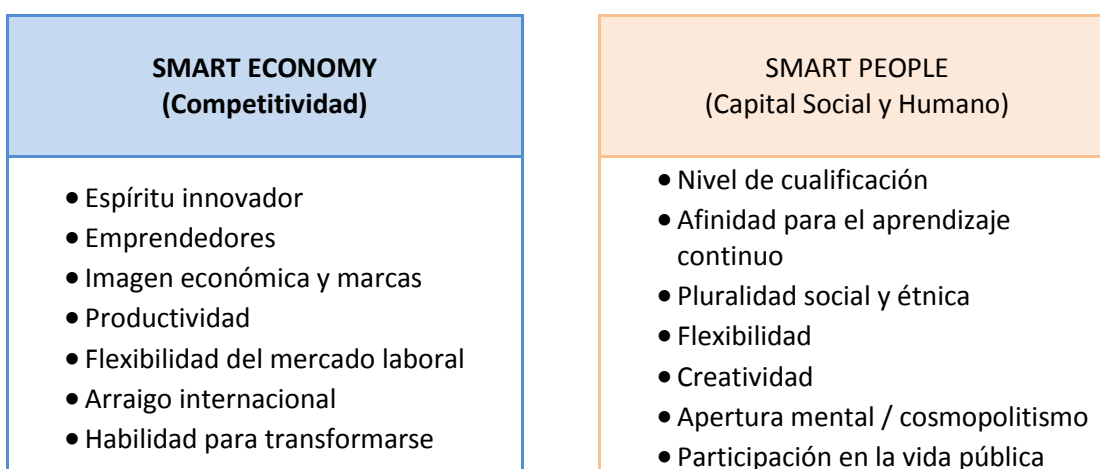 SMART ECONOMY
(Competitividad)
• Espíritu innovador
• Emprendedores
• Imagen económica y marcas
• Productividad
• Flexibilidad del mercado laboral
• Arraigo internacional
• Habilidad para transformarse
SMART PEOPLE
(Capital Social y Humano)
• Nivel de cualificación
• Afinidad para el aprendizaje
continuo
• Pluralidad social y étnica
• Flexibilidad
• Creatividad
• Apertura mental / cosmopolitismo
• Participación en la vida pública